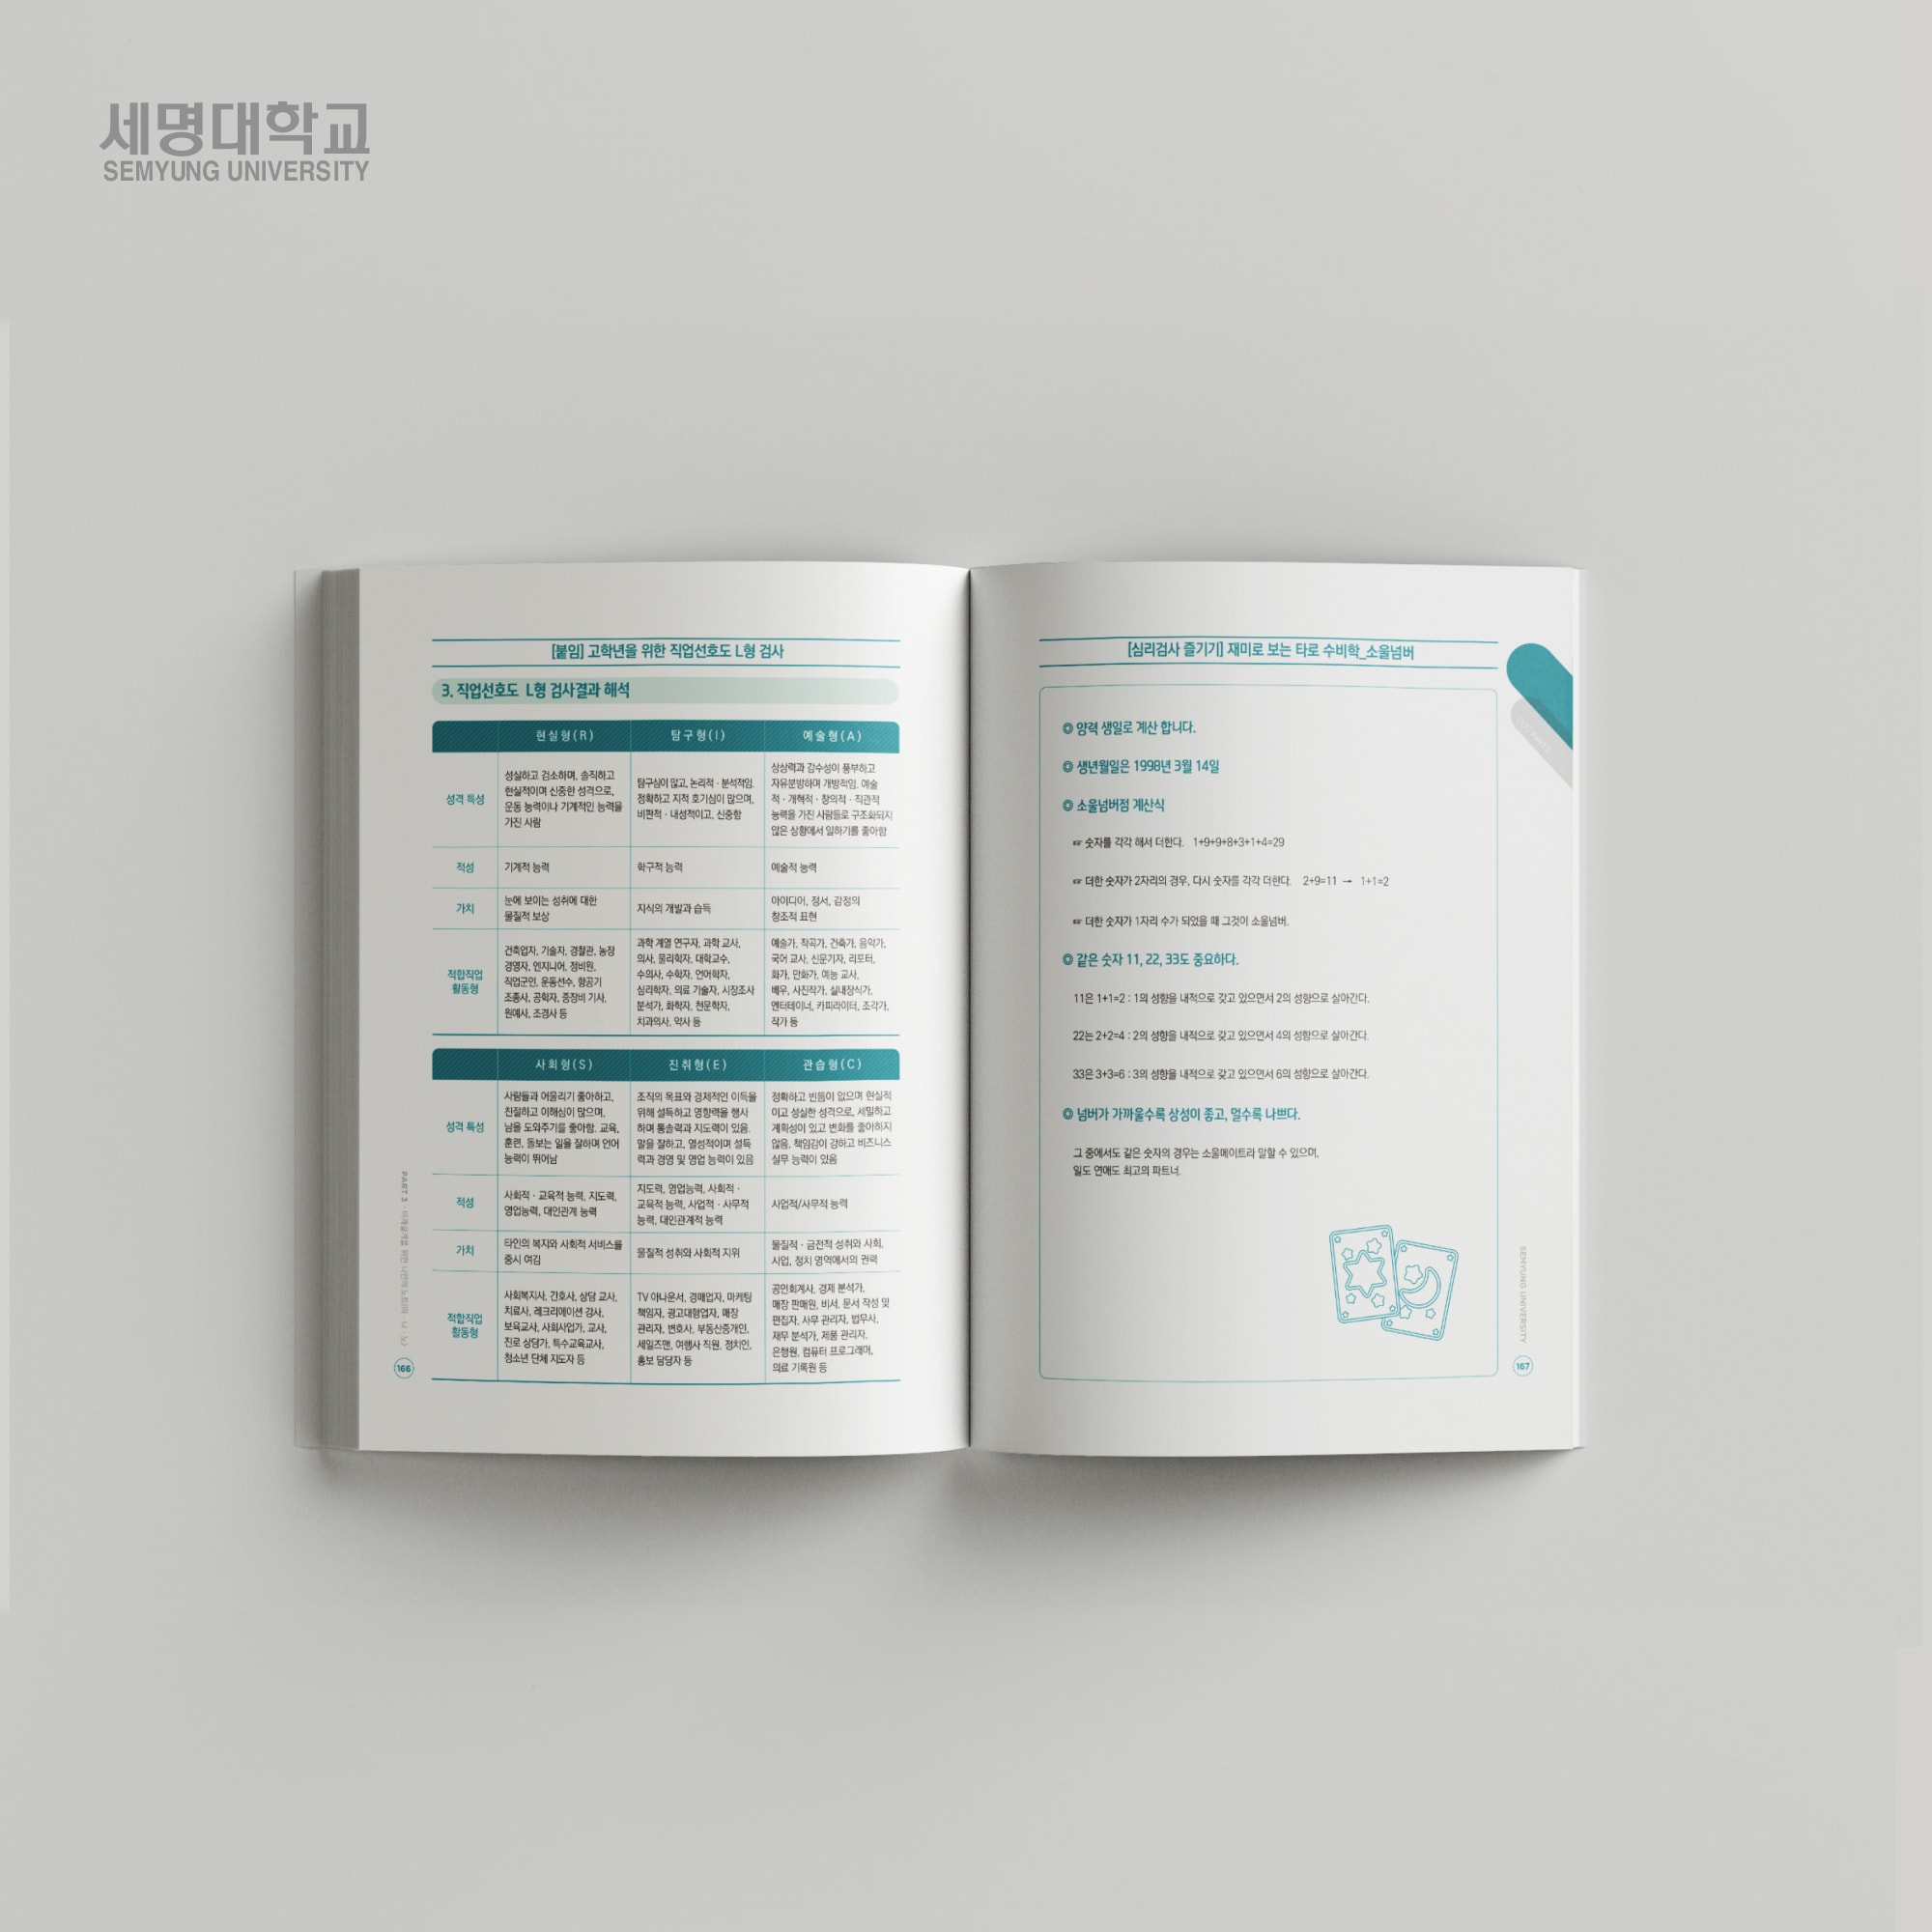 세명대학교
SEMYUNG UNIVERSITY
[붙임] 고학년을 위한 직업선호도 L형 검사
3. 직업선호도 L형 검사결과 해석
현실형(R) 탐구형(I) 예술형(A)
성격 특성
성실하고 검소하며, 솔직하고
현실적이며 신중한 성격으로,
운동 능력이나 기계적인 능력을
가진 사람
탐구심이 많고, 논리적·분석적임.
정확하고 지적 호기심이 많으며,
비판적·내성적이고, 신중함
상상력과 감수성이 풍부하고
자유분방하며 개방적임. 예술
적·개혁적·창의적·직관적
능력을 가진 사람들로 구조화되지
않은 상황에서 일하기를 좋아함
적성
기계적 능력
학구적 능력
예술적 능력
가치
눈에 보이는 성취에 대한
물질적 보상
지식의 개발과 습득
아이디어, 정서, 감정의
창조적 표현
적합직업
활동형
건축업자, 기술자, 경찰관, 농장
경영자, 엔지니어, 정비원,
직업군인, 운동선수, 항공기
조종사, 공학자, 중장비 기사,
원예사, 조경사 등
과학 계열 연구자, 과학 교사,
의사, 물리학자, 대학교수,
수의사, 수학자, 언어학자,
심리학자, 의료 기술자, 시장조사
분석가, 화학자, 천문학자,
치과의사, 약사 등
예술가, 작곡가, 건축가, 음악가,
국어 교사, 신문기자, 리포터,
화가, 만화가, 예능 교사,
배우, 사진작가, 실내장식가,
엔터테이너, 카피라이터, 조각가,
작가 등
사회형(S) 진취형(E) 관습형(C)
성격 특성
사람들과 어울리기 좋아하고,
친절하고 이해심이 많으며,
남을 도와주기를 좋아함. 교육,
훈련, 돌보는 일을 잘하며 언어
능력이 뛰어남
조직의 목표와 경제적인 이득을
위해 설득하고 영향력을 행사
하며 통솔력과 지도력이 있음.
말을 잘하고, 열성적이며 설득
력과 경영 및 영업 능력이 있음
정확하고 빈틈이 없으며 현실적
이고 성실한 성격으로, 세밀하고
계획성이 있고 변화를 좋아하지
않음. 책임감이 강하고 비즈니스
실무 능력이 있음
적성
사회적·교육적 능력, 지도력,
영업능력, 대인관계 능력
지도력, 영업능력, 사회적·
교육적 능력, 사업적·사무적
능력, 대인관계적 능력
사업적/사무적 능력
가치
타인의 복지와 사회적 서비스를
중시 여김
물질적 성취와 사회적 지위
물질적·금전적 성취와 사회,
사업, 정치 영역에서의 권력
적합직업
활동형
사회복지사, 간호사, 상담 교사,
치료사, 레크리에이션 강사,
보육교사, 사회사업가, 교사,
진로 상담가, 특수교육교사,
청소년 단체 지도자 등
TV 아나운서, 경매업자, 마케팅
책임자, 광고대행업자, 매장
관리자, 변호사, 부동산중개인,
세일즈맨, 여행사 직원, 정치인,
홍보 담당자 등
공인회계사, 경제 분석가,
매장 판매원, 비서, 문서 작성 및
편집자, 사무 관리자, 법무사,
재무 분석가, 제품 관리자,
은행원, 컴퓨터 프로그래머,
의료 기록원 등
PART 3
166
[심리검사 즐기기] 재미로 보는 타로 수비학_소울넘버
◎ 양력 생일로 계산 합니다.
◎ 생년월일은 1998년 3월 14일
◎ 소울넘버점 계산식
☞ 숫자를 각각 해서 더한다. 1+9+9+8+3+1+4=29
☞ 더한 숫자가 2자리의 경우, 다시 숫자를 각각 더한다. 2+9=11 → 1+1=2
☞ 더한 숫자가 1자리 수가 되었을 때 그것이 소울넘버.
◎ 같은 숫자 11, 22, 33도 중요하다.
11은 1+1=2 : 1의 성향을 내적으로 갖고 있으면서 2의 성향으로 살아간다.
22는 2+2=4 : 2의 성향을 내적으로 갖고 있으면서 4의 성향으로 살아간다.
33은 3+3=6 : 3의 성향을 내적으로 갖고 있으면서 6의 성향으로 살아간다.
◎ 넘버가 가까울수록 상성이 좋고, 멀수록 나쁘다.
그 중에서도 같은 숫자의 경우는 소울메이트라 말할 수 있으며,
일도 연애도 최고의 파트너.
SEMYUNG UNIVERSITY
167